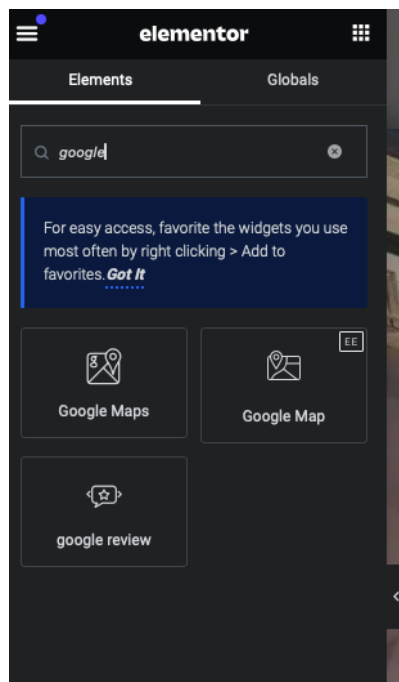 elementor
Elements
Globals
google
For easy access, favorite the widgets you use
most often by right clicking > Add to
favorites. Got It
Google Maps
EE
Google Map
google review